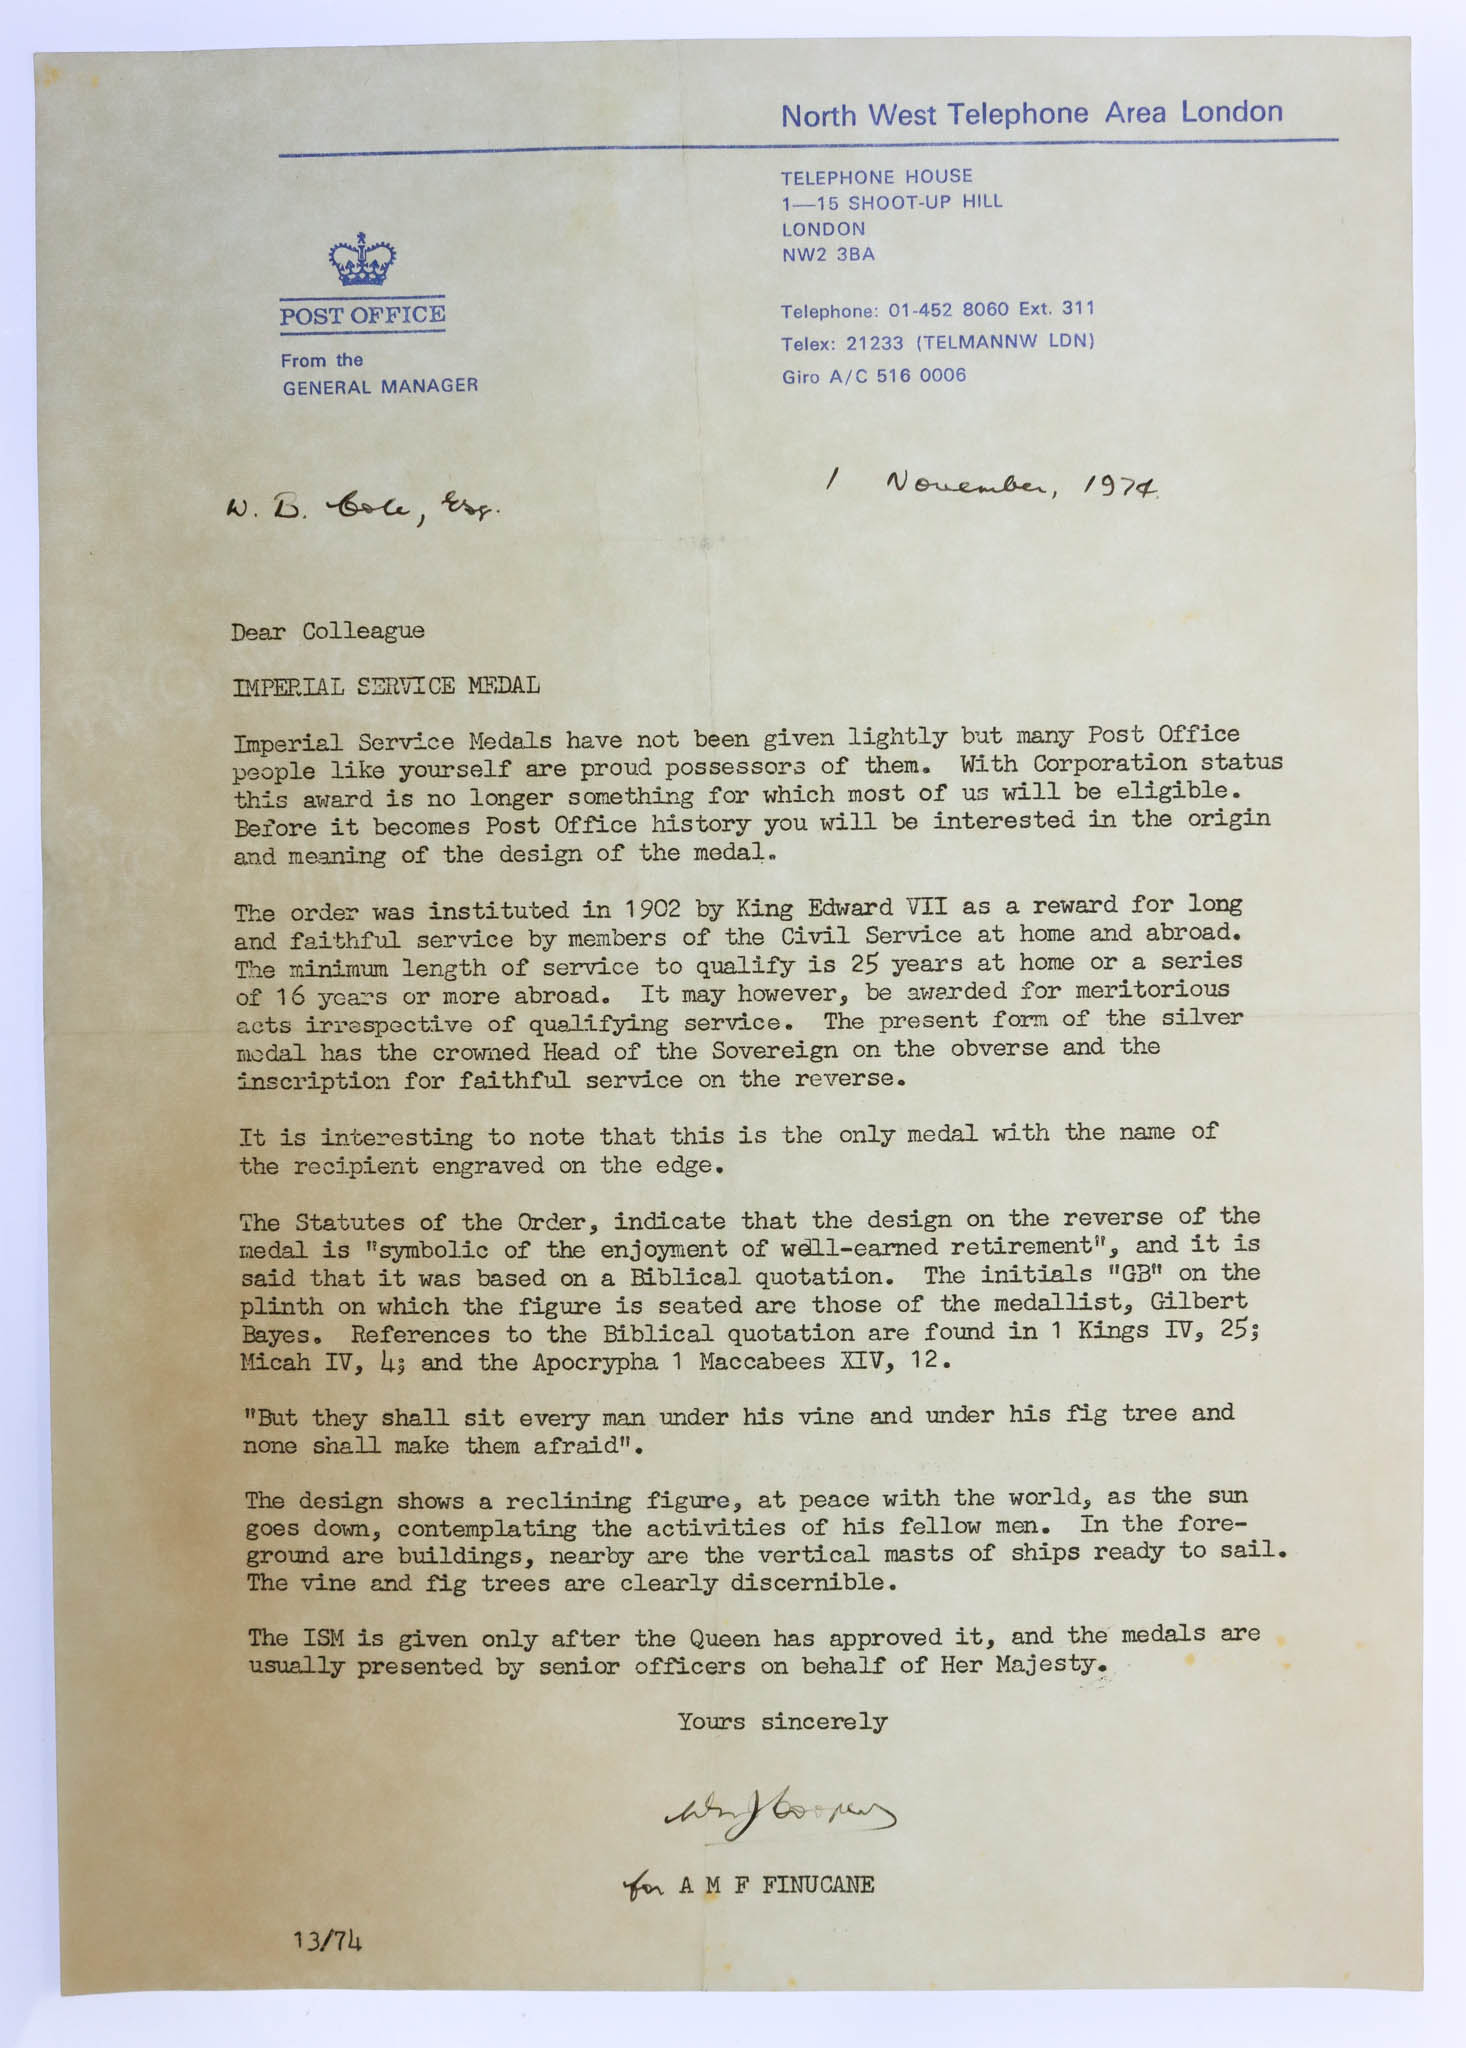 North West Telephone Area London
TELEPHONE HOUSE
1—15 SHOOT-UP HILL
LONDON
NW2 3BA
POST OFFICE
From the
GENERAL MANAGER
Telephone: 01-452 8060 Ext. 311
Telex: 21233 (TELMANNW LDN)
Giro A/C 516 0006
1 November, 1974.
W. B. Cole, Esq.
Dear Colleague
IMPERIAL SERVICE MEDAL
Imperial Service Medals have not been given lightly but many Post Office
people like yourself are proud possessors of them. With Corporation status
this award is no longer something for which most of us will be eligible.
Before it becomes Post Office history you will be interested in the origin
and meaning of the design of the medal.
The order was instituted in 1902 by King Edward VII as a reward for long
and faithful service by members of the Civil Service at home and abroad.
The minimum length of service to qualify is 25 years at home or a series
of 16 years or more abroad. It may however, be awarded for meritorious
acts irrespective of qualifying service. The present form of the silver
medal has the crowned Head of the Sovereign on the obverse and the
inscription for faithful service on the reverse.
It is interesting to note that this is the only medal with the name of
the recipient engraved on the edge.
The Statutes of the Order, indicate that the design on the reverse of the
medal is "symbolic of the enjoyment of well-earned retirement", and it is
said that it was based on a Biblical quotation. The initials "GB" on the
plinth on which the figure is seated are those of the medallist, Gilbert
Bayes. References to the Biblical quotation are found in 1 Kings IV, 25;
Micah IV, 4; and the Apocrypha 1 Maccabees XIV, 12.
"But they shall sit every man under his vine and under his fig tree and
none shall make them afraid".
The design shows a reclining figure, at peace with the world, as the sun
goes down, contemplating the activities of his fellow men. In the fore-
ground are buildings, nearby are the vertical masts of ships ready to sail.
The vine and fig trees are clearly discernible.
The ISM is given only after the Queen has approved it, and the medals are
usually presented by senior officers on behalf of Her Majesty.
Yours sincerely
for A M F FINUCANE
13/74